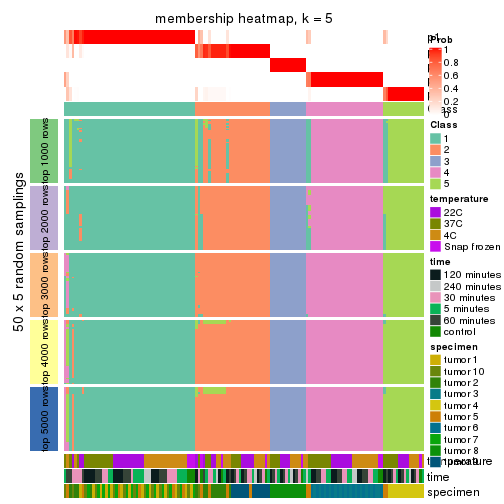 membership heatmap, k = 5
Prob
1
0.8
0.6
0.4
0.2
0
Class
1
2
3
4
5
temperature
22C
37C
4C
Snap frozen
time
120 minutes
240 minutes
30 minutes
5 minutes
60 minutes
control
specimen
tumor 1
tumor 10
tumor 2
tumor 3
tumor 4
tumor 5
tumor 6
tumor 7
tumor 8
50 x 5 random samplings
top 1000 rows
top 2000 rows
top 3000 rows
top 4000 rows
top 5000 rows
temperature
time
specimen